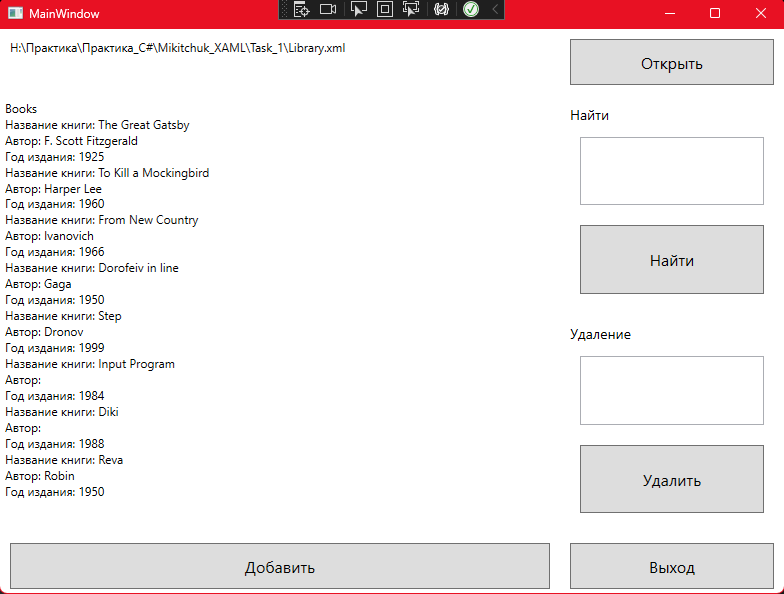 MainWindow
H:\Практика\Практика_C#\Mikitchuk_XAML\Task_1\Library.xml
Открыть
Books
Название книги: The Great Gatsby
Автор: F. Scott Fitzgerald
Год издания: 1925
Название книги: To Kill a Mockingbird
Автор: Harper Lee
Год издания: 1960
Название книги: From New Country
Автор: Ivanovich
Год издания: 1966
Название книги: Dorofeiv in line
Автор: Gaga
Год издания: 1950
Название книги: Step
Автор: Dronov
Год издания: 1999
Название книги: Input Program
Автор:
Год издания: 1984
Название книги: Diki
Автор:
Год издания: 1988
Название книги: Reva
Автор: Robin
Год издания: 1950
Найти
Найти
Удаление
Удалить
Добавить
Выход